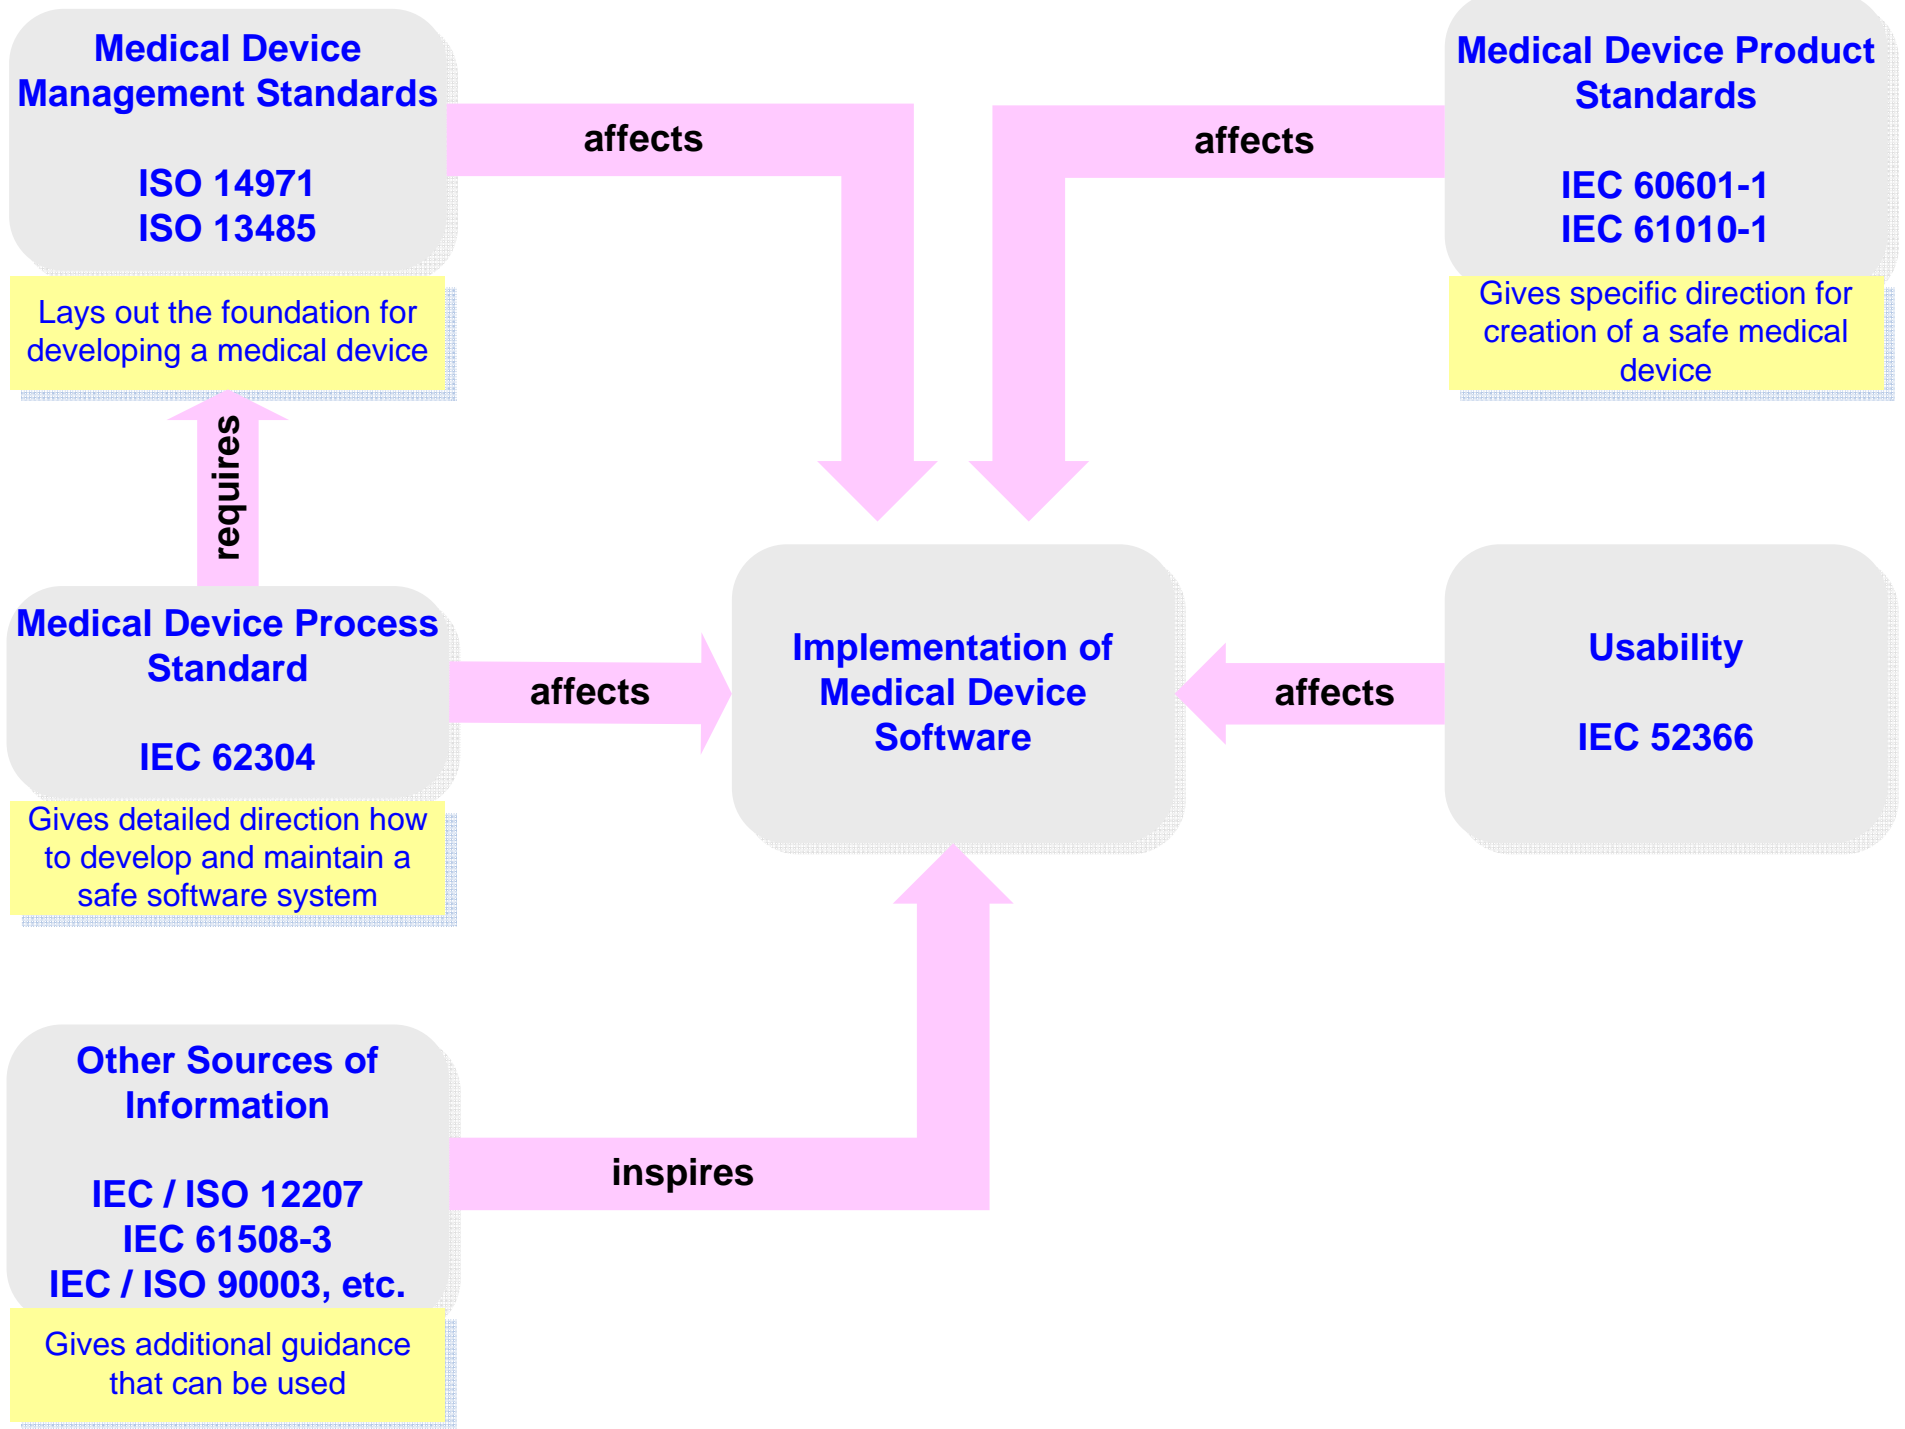 Medical Device
Management Standards
ISO 14971
ISO 13485
Lays out the foundation for
developing a medical device
affects
affects
Medical Device Product
Standards
IEC 60601-1
IEC 61010-1
Gives specific direction for
creation of a safe medical
device
requires
Medical Device Process
Standard
IEC 62304
Gives detailed direction how
to develop and maintain a
safe software system
affects
Implementation of
Medical Device
Software
affects
Usability
IEC 52366
Other Sources of
Information
IEC / ISO 12207
IEC 61508-3
IEC / ISO 90003, etc.
Gives additional guidance
that can be used
inspires